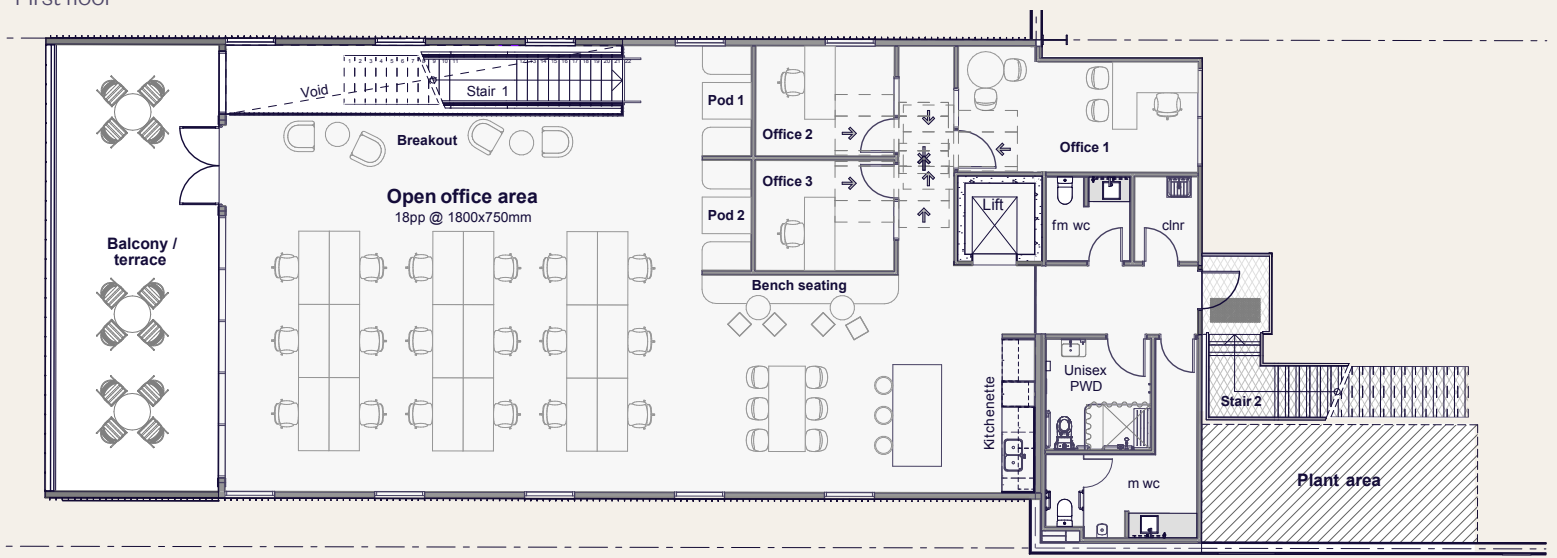 First floor
Void
Stair 1
Breakout
Pod 1
Office 2
Office 1
Open office area
18pp @ 1800x750mm
Office 3
Pod 2
Lift
fm wc
clnr
Balcony /
terrace
Bench seating
Kitchenette
Unisex
PWD
Stair 2
m wc
Plant area